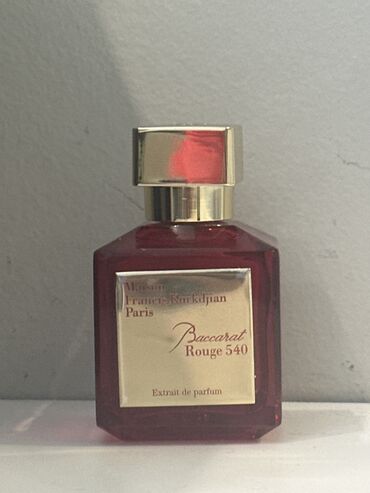 Maison
Francis Kurkdjian
Paris
Baccarat
Rouge 540
Extrait de parfum